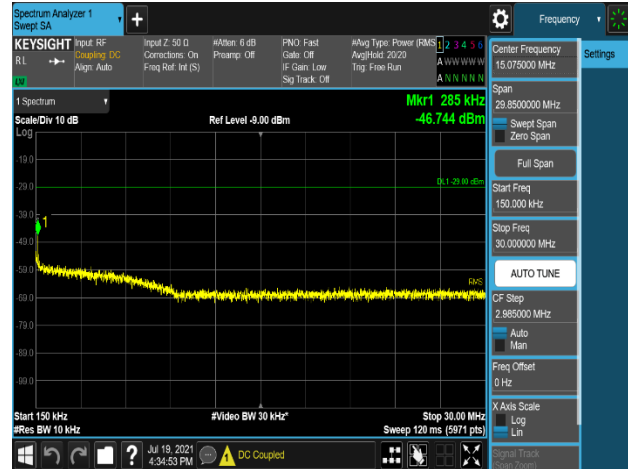 Spectrum Analyzer 1
Swept SA
Frequency
KEYSIGHT
RL
Input: RF
Coupling: DC
Align: Auto
Input Z: 50 Ω
Corrections: On
Freq Ref: Int (S)
#Atten: 6 dB
Preamp: Off
PNO: Fast
Gate: Off
IF Gain: Low
Sig Track: Off
#Avg Type: Power (RMS
Avg|Hold: 20/20
Trig: Free Run
1 2 3 4 5 6
A W W W W W
A N N N N N
1 Spectrum
Scale/Div 10 dB
Log
Ref Level -9.00 dBm
Mkr1 285 kHz
-46.744 dBm
-19.0
-29.0
-39.0
-49.0
-59.0
-69.0
-79.0
-89.0
-99.0
DL1 -29.00 dBm
1
RMS
Start 150 kHz
#Res BW 10 kHz
#Video BW 30 kHz*
Stop 30.00 MHz
Sweep 120 ms (5971 pts)
Center Frequency
15.075000 MHz
Settings
Span
29.8500000 MHz
Swept Span
Zero Span
Full Span
Start Freq
150.000 kHz
Stop Freq
30.000000 MHz
AUTO TUNE
CF Step
2.985000 MHz
Auto
Man
Freq Offset
0 Hz
X Axis Scale
Log
Lin
Signal Track
(Span Zoom)
Jul 19, 2021
4:34:53 PM
DC Coupled